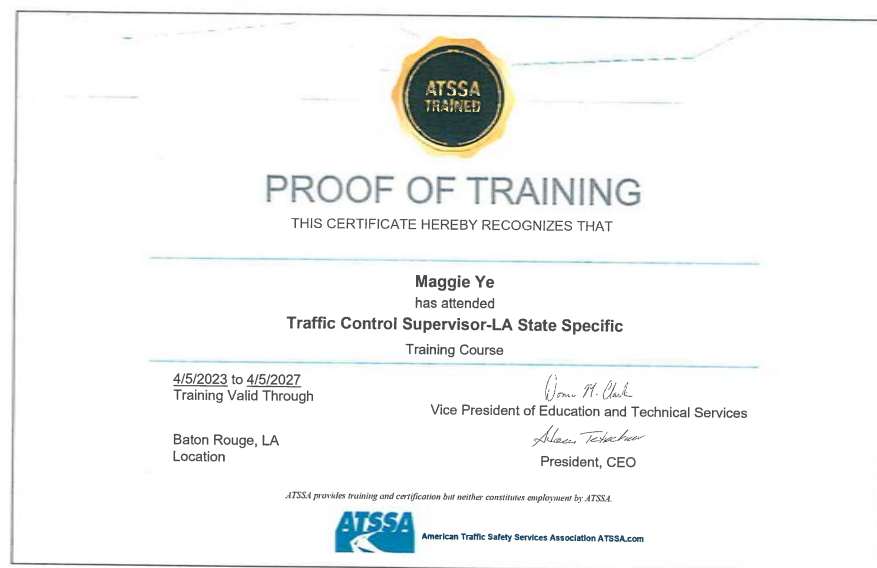 ATSSA
TRAINED
PROOF OF TRAINING
THIS CERTIFICATE HEREBY RECOGNIZES THAT
Maggie Ye
has attended
Traffic Control Supervisor-LA State Specific
Training Course
4/5/2023 to 4/5/2027
Training Valid Through
Donna M. Clark
Vice President of Education and Technical Services
Baton Rouge, LA
Location
President, CEO
ATSSA provides training and certification but neither constitutes employment by ATSSA.
ATSSA
American Traffic Safety Services Association ATSSA.com